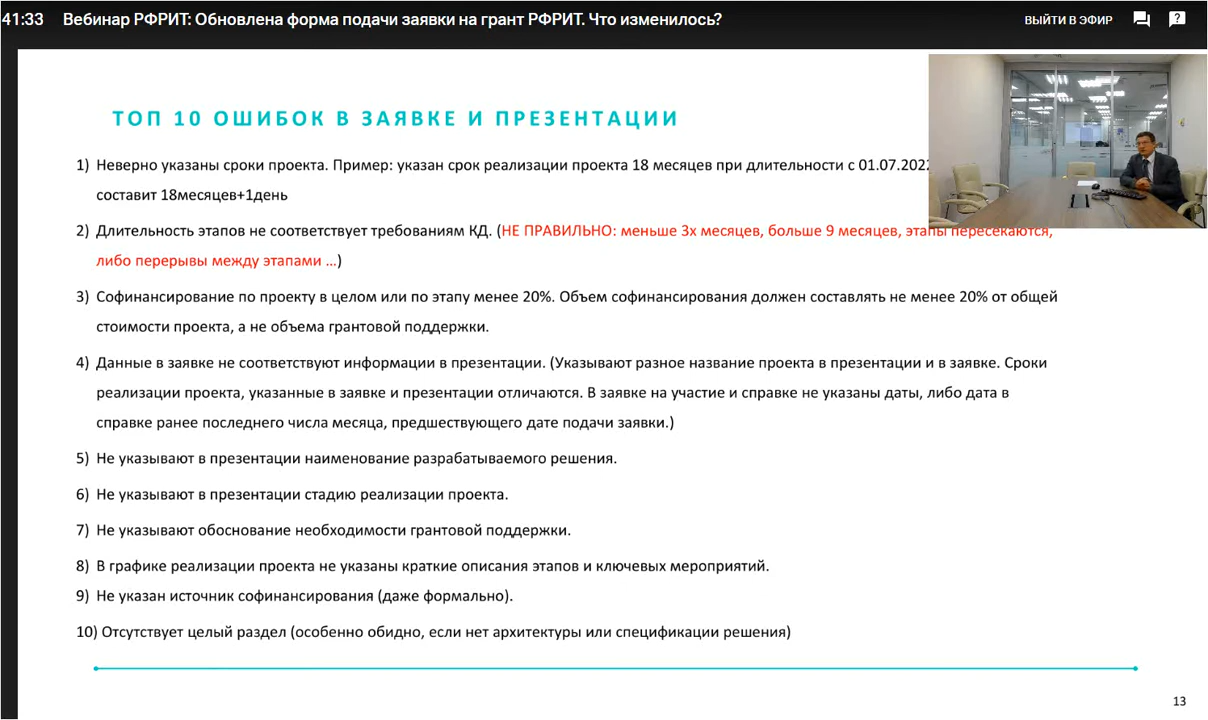 41:33 Вебинар РФРИТ: Обновлена форма подачи заявки на грант РФРИТ. Что изменилось? ВЫЙТИ В ЭФИР
ТОП 10 ОШИБОК В ЗАЯВКЕ И ПРЕЗЕНТАЦИИ
1) Неверно указаны сроки проекта. Пример: указан срок реализации проекта 18 месяцев при длительности с 01.07.2022
составит 18месяцев+1день
2) Длительность этапов не соответствует требованиям КД. (НЕ ПРАВИЛЬНО: меньше 3х месяцев, больше 9 месяцев, этапы пересекаются,
либо перерывы между этапами ...)
3) Софинансирование по проекту в целом или по этапу менее 20%. Объем софинансирования должен составлять не менее 20% от общей
стоимости проекта, а не объема грантовой поддержки.
4) Данные в заявке не соответствуют информации в презентации. (Указывают разное название проекта в презентации и в заявке. Сроки
реализации проекта, указанные в заявке и презентации отличаются. В заявке на участие и справке не указаны даты, либо дата в
справке ранее последнего числа месяца, предшествующего дате подачи заявки.)
5) Не указывают в презентации наименование разрабатываемого решения.
6) Не указывают в презентации стадию реализации проекта.
7) Не указывают обоснование необходимости грантовой поддержки.
8) В графике реализации проекта не указаны краткие описания этапов и ключевых мероприятий.
9) Не указан источник софинансирования (даже формально).
10) Отсутствует целый раздел (особенно обидно, если нет архитектуры или спецификации решения)
13